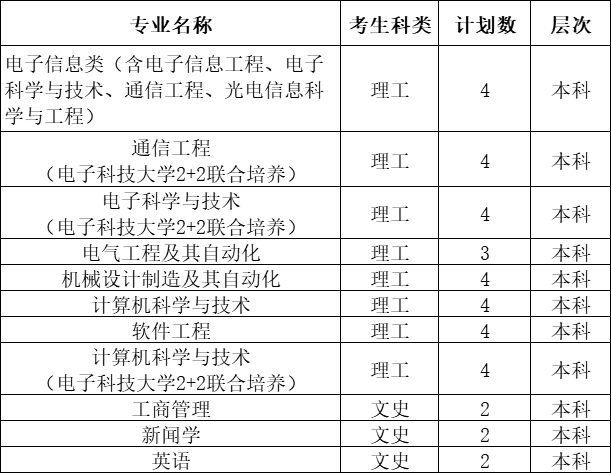 专业名称 考生科类 计划数 层次
电子信息类（含电子信息工程、电子
科学与技术、通信工程、光电信息科 理工 4 本科
学与工程）
通信工程
（电子科技大学2+2联合培养） 理工 4 本科
电子科学与技术
（电子科技大学2+2联合培养） 理工 4 本科
电气工程及其自动化 理工 3 本科
机械设计制造及其自动化 理工 4 本科
计算机科学与技术 理工 4 本科
软件工程 理工 4 本科
计算机科学与技术
（电子科技大学2+2联合培养） 理工 4 本科
工商管理 文史 2 本科
新闻学 文史 2 本科
英语 文史 2 本科